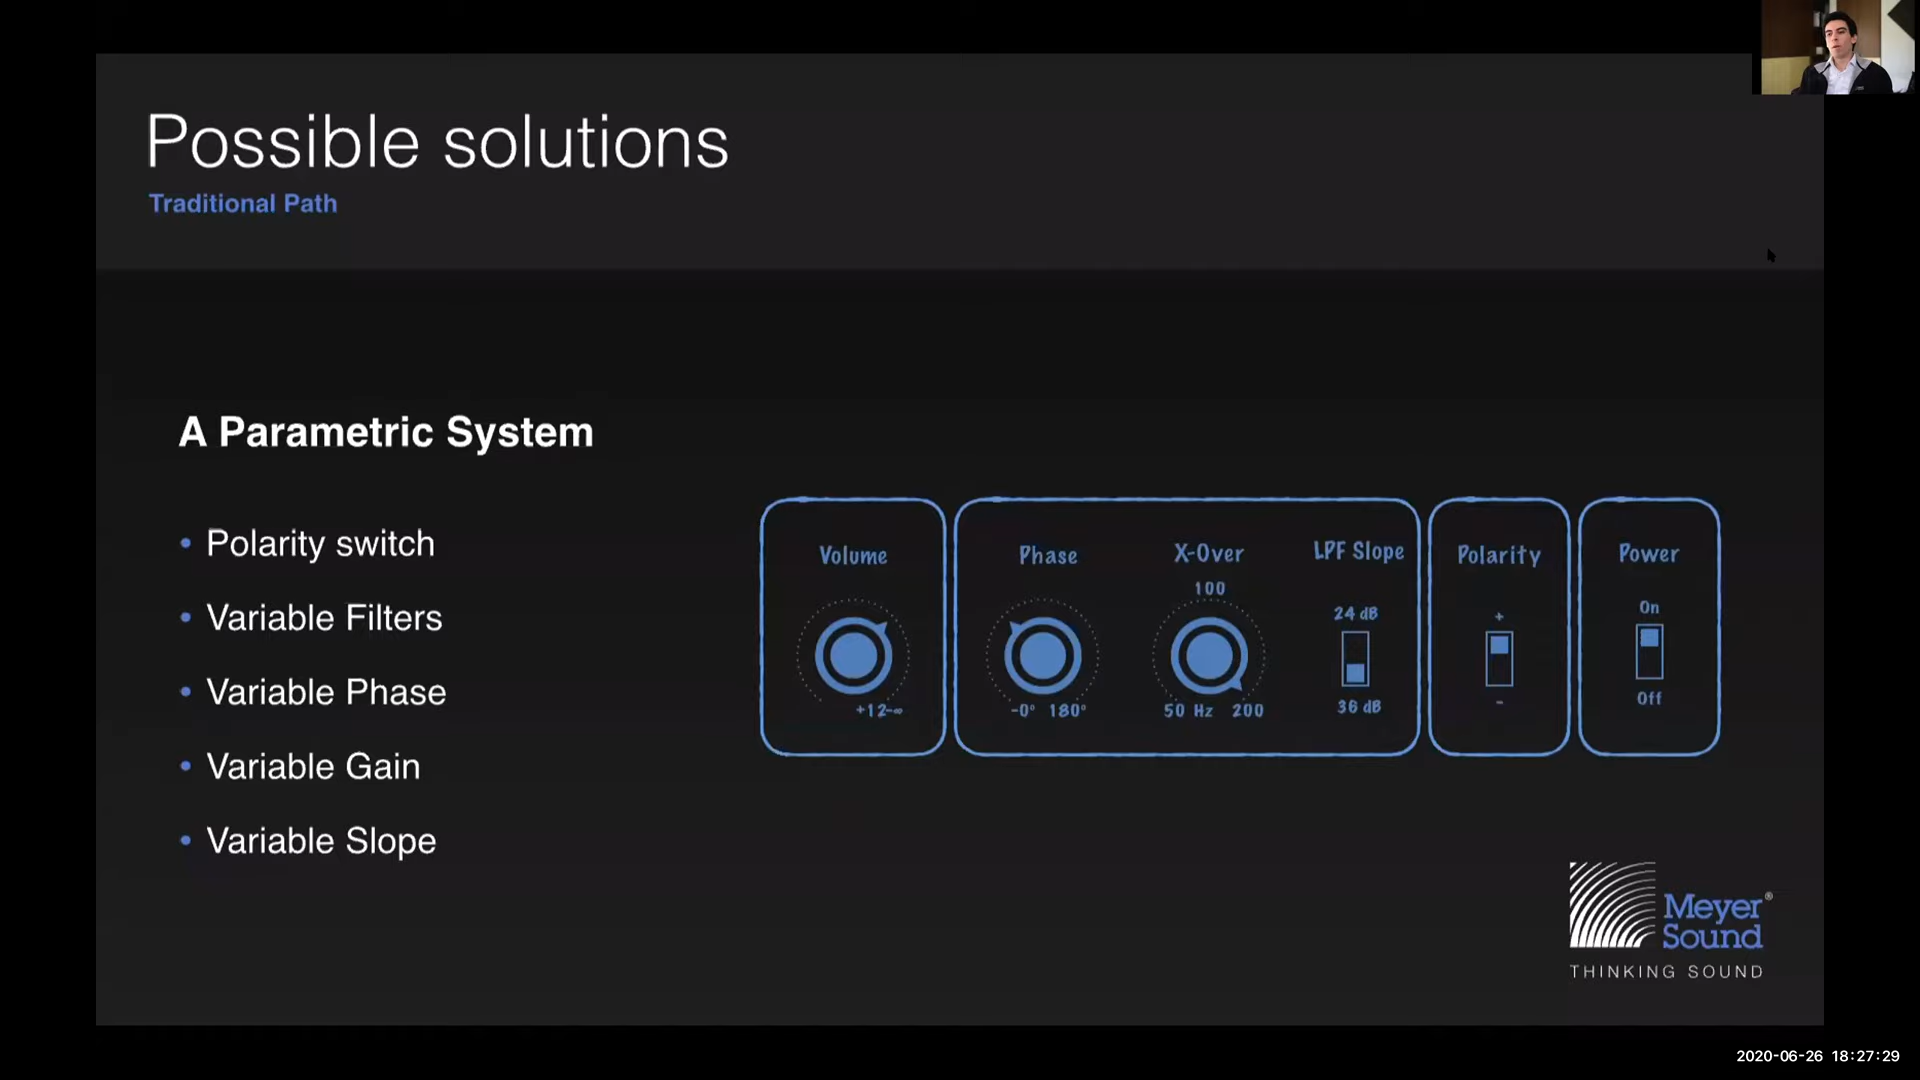 Possible solutions
Traditional Path
A Parametric System
• Polarity switch
• Variable Filters
• Variable Phase
• Variable Gain
• Variable Slope
Volume
+12-∞
Phase
-0° 180°
X-Over
100
50 Hz 200
LPF Slope
24 dB
36 dB
Polarity
+
-
Power
On
Off
Meyer®
Sound
THINKING SOUND
2020-06-26 18:27:29